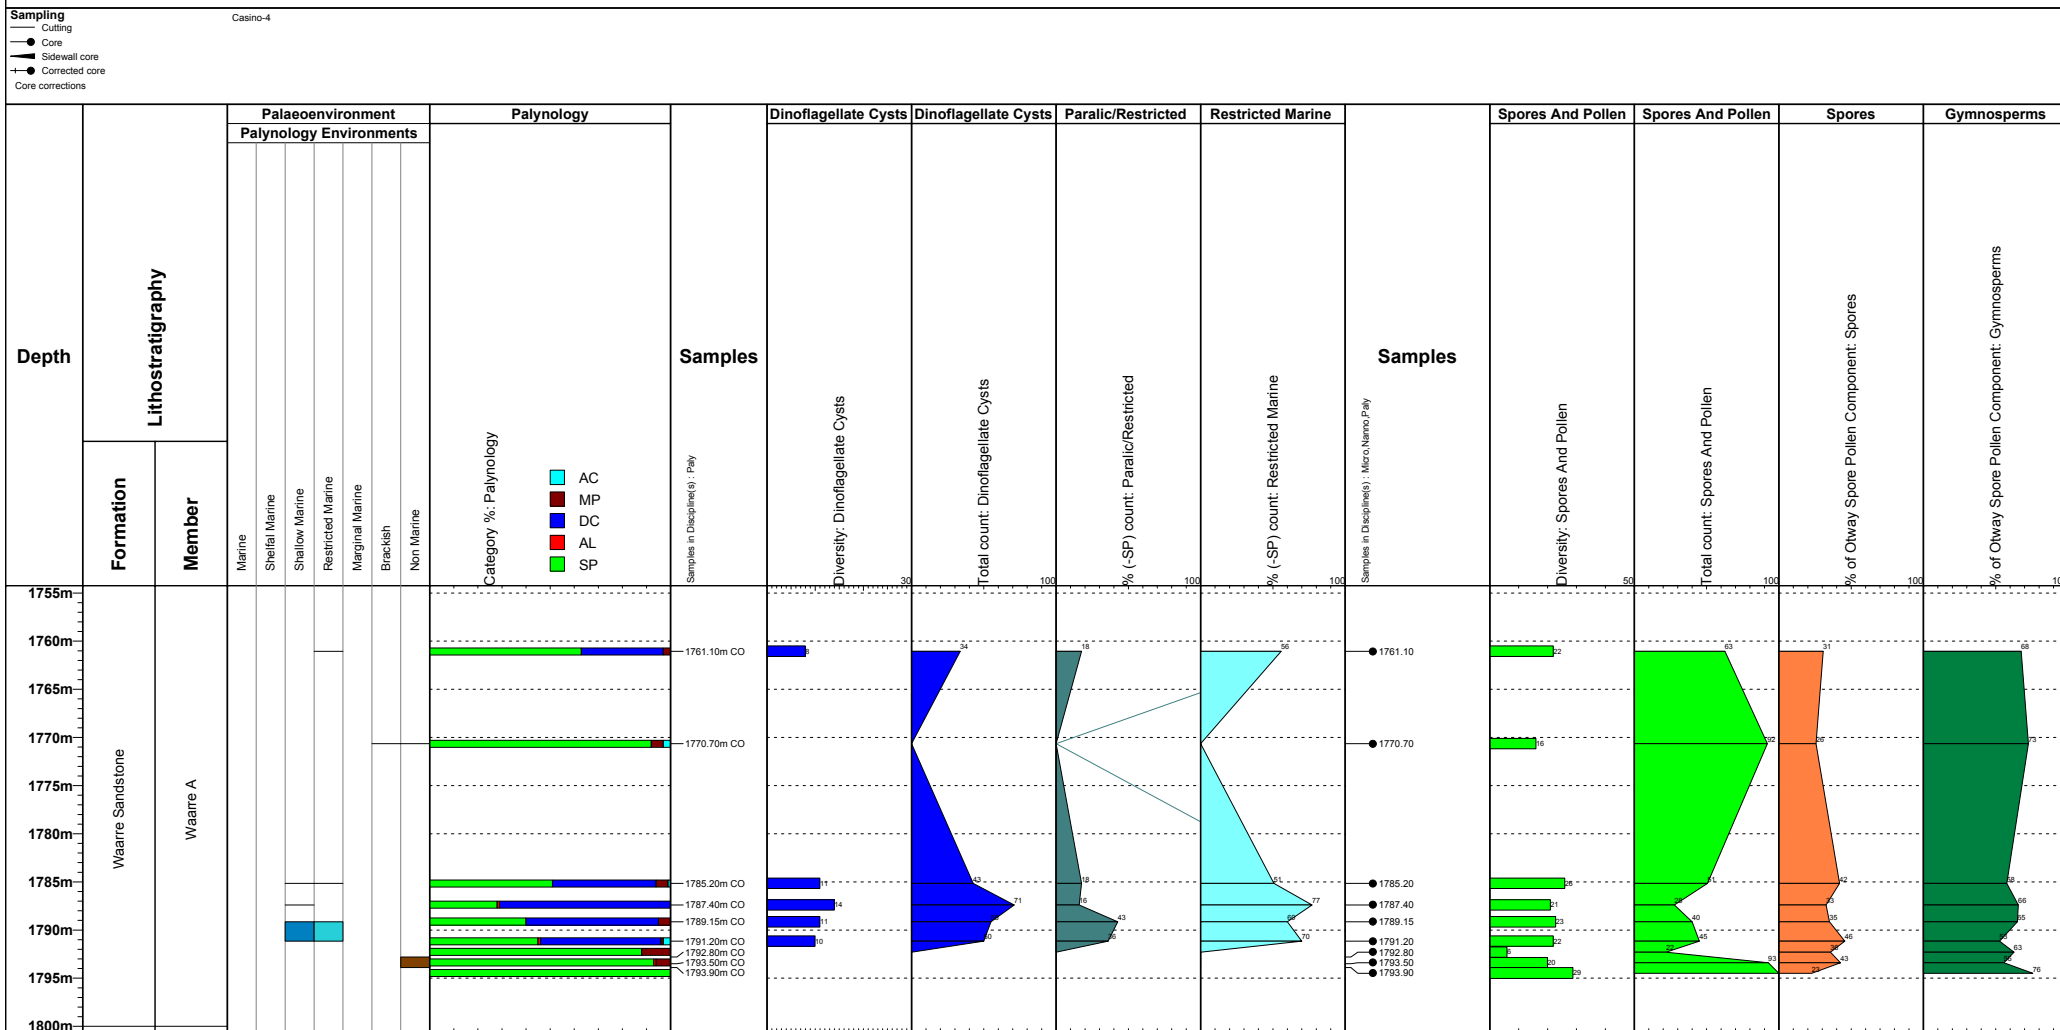 Sampling
Cutting
Core
Sidewall core
Corrected core
Core corrections
Casino-4
Depth
Lithostratigraphy
Formation
Member
Palaeoenvironment
Palynology Environments
Marine
Shelfal Marine
Shallow Marine
Restricted Marine
Marginal Marine
Brackish
Non Marine
Palynology
Category %: Palynology
AC
MP
DC
AL
SP
Samples
Samples in Discipline(s) : Paly
Dinoflagellate Cysts
Diversity: Dinoflagellate Cysts
30
Dinoflagellate Cysts
Total count: Dinoflagellate Cysts
100
Paralic/Restricted
% (-SP) count: Paralic/Restricted
100
Restricted Marine
% (-SP) count: Restricted Marine
100
Samples
Samples in Discipline(s) : Micro,Nanno,Paly
Spores And Pollen
Diversity: Spores And Pollen
50
Spores And Pollen
Total count: Spores And Pollen
100
Spores
% of Otway Spore Pollen Component: Spores
100
Gymnosperms
% of Otway Spore Pollen Component: Gymnosperms
1755m
1760m
1765m
1770m
1775m
1780m
1785m
1790m
1795m
1800m
Waarre Sandstone
Waarre A
1761.10m CO
1770.70m CO
1785.20m CO
1787.40m CO
1789.15m CO
1791.20m CO
1792.80m CO
1793.50m CO
1793.90m CO
8
11
14
11
10
34
43
71
18
18
16
43
36
56
51
77
70
1761.10
1770.70
1785.20
1787.40
1789.15
1791.20
1792.80
1793.50
1793.90
22
16
26
21
23
22
6
20
29
63
92
51
40
45
22
93
31
26
42
33
35
46
43
23
68
73
58
66
65
63
76